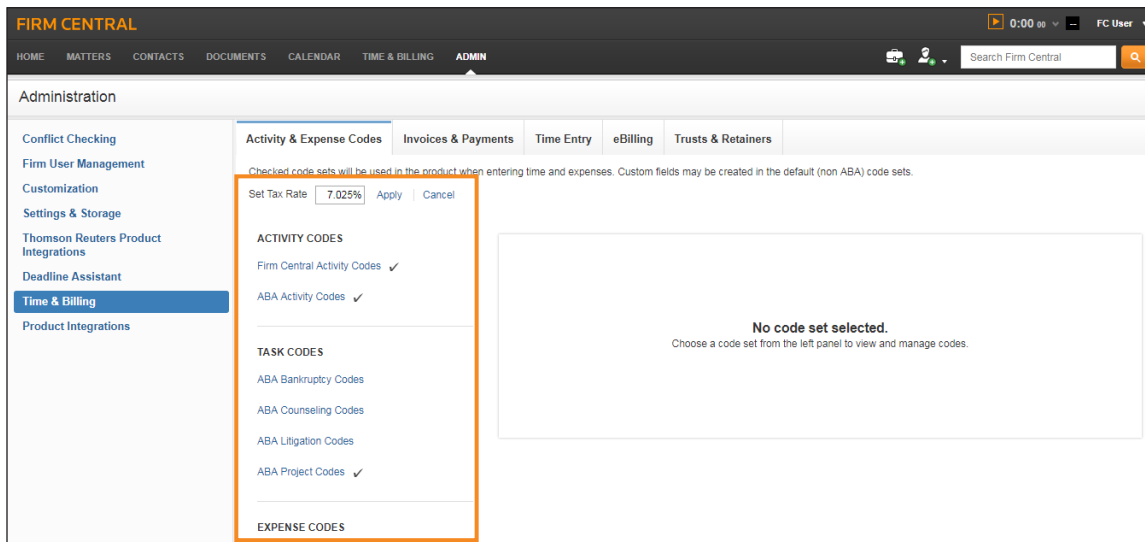 FIRM CENTRAL
0:00 00
FC User
HOME MATTERS CONTACTS DOCUMENTS CALENDAR TIME & BILLING ADMIN
Search Firm Central
Administration
Conflict Checking
Firm User Management
Customization
Settings & Storage
Thomson Reuters Product
Integrations
Deadline Assistant
Time & Billing
Product Integrations
Activity & Expense Codes Invoices & Payments Time Entry eBilling Trusts & Retainers
Checked code sets will be used in the product when entering time and expenses. Custom fields may be created in the default (non ABA) code sets.
Set Tax Rate 7.025% Apply Cancel
ACTIVITY CODES
Firm Central Activity Codes ✓
ABA Activity Codes ✓
TASK CODES
ABA Bankruptcy Codes
ABA Counseling Codes
ABA Litigation Codes
ABA Project Codes ✓
EXPENSE CODES
No code set selected.
Choose a code set from the left panel to view and manage codes.